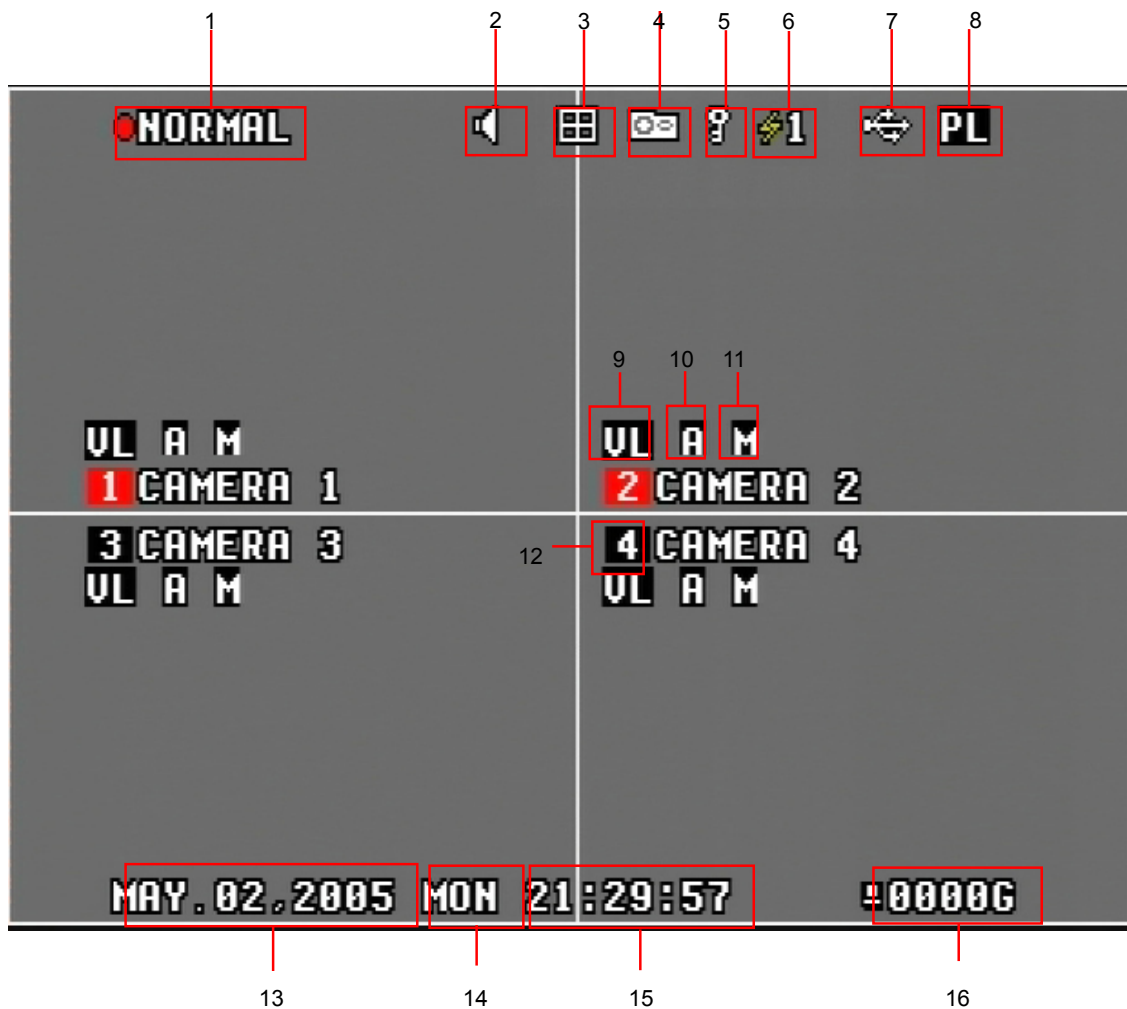 1 2 3 4 5 6 7 8
NORMAL 1 PL
9 10 11
VL A M VL A M
1 CAMERA 1 2 CAMERA 2
3 CAMERA 3 12 4 CAMERA 4
VL A M VL A M
MAY.02,2005 MON 21:29:57 0000G
13 14 15 16